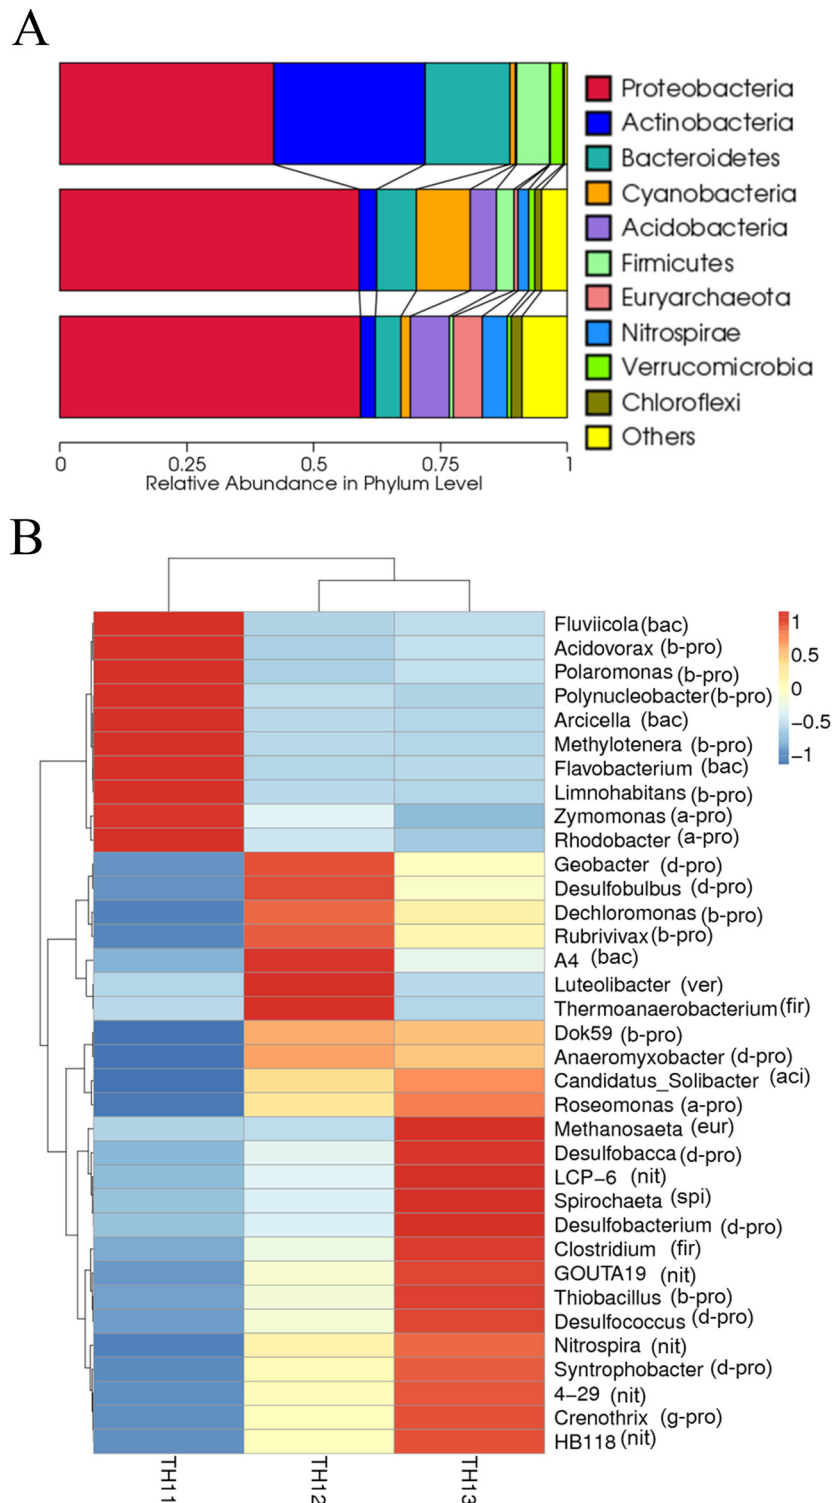 A
Proteobacteria
Actinobacteria
Bacteroidetes
Cyanobacteria
Acidobacteria
Firmicutes
Euryarchaeota
Nitrospirae
Verrucomicrobia
Chloroflexi
Others
0 0.25 0.5 0.75 1
Relative Abundance in Phylum Level
B
Fluviicola (bac)
Acidovorax (b-pro)
Polaromonas (b-pro)
Polynucleobacter (b-pro)
Arcicella (bac)
Methylotenera (b-pro)
Flavobacterium (bac)
Limnohabitans (b-pro)
Zymomonas (a-pro)
Rhodobacter (a-pro)
Geobacter (d-pro)
Desulfobulbus (d-pro)
Dechloromonas (b-pro)
Rubrivivax (b-pro)
A4 (bac)
Luteolibacter (ver)
Thermoanaerobacterium (fir)
Dok59 (b-pro)
Anaeromyxobacter (d-pro)
Candidatus_Solibacter (aci)
Roseomonas (a-pro)
Methanosaeta (eur)
Desulfobacca (d-pro)
LCP−6 (nit)
Spirochaeta (spi)
Desulfobacterium (d-pro)
Clostridium (fir)
GOUTA19 (nit)
Thiobacillus (b-pro)
Desulfococcus (d-pro)
Nitrospira (nit)
Syntrophobacter (d-pro)
4−29 (nit)
Crenothrix (g-pro)
HB118 (nit)
1
0.5
0
−0.5
−1
TH11 TH12 TH13